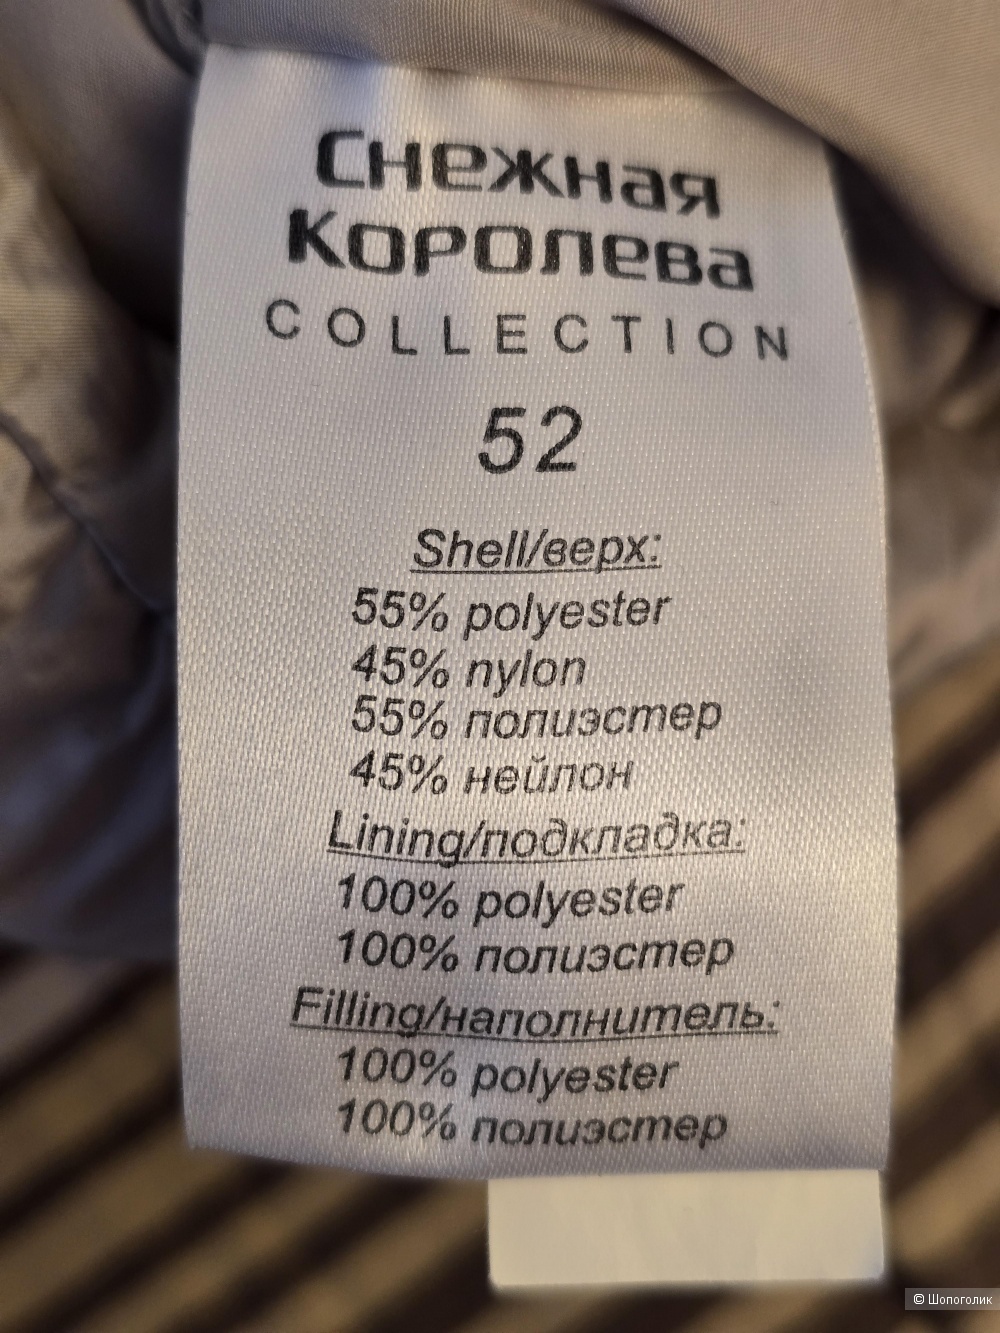 Снежная
Королева
COLLECTION
52
Shell/верх:
55% polyester
45% nylon
55% полиэстер
45% нейлон
Lining/подкладка:
100% polyester
100% полиэстер
Filling/наполнитель:
100% polyester
100% полиэстер
© Шопоголик